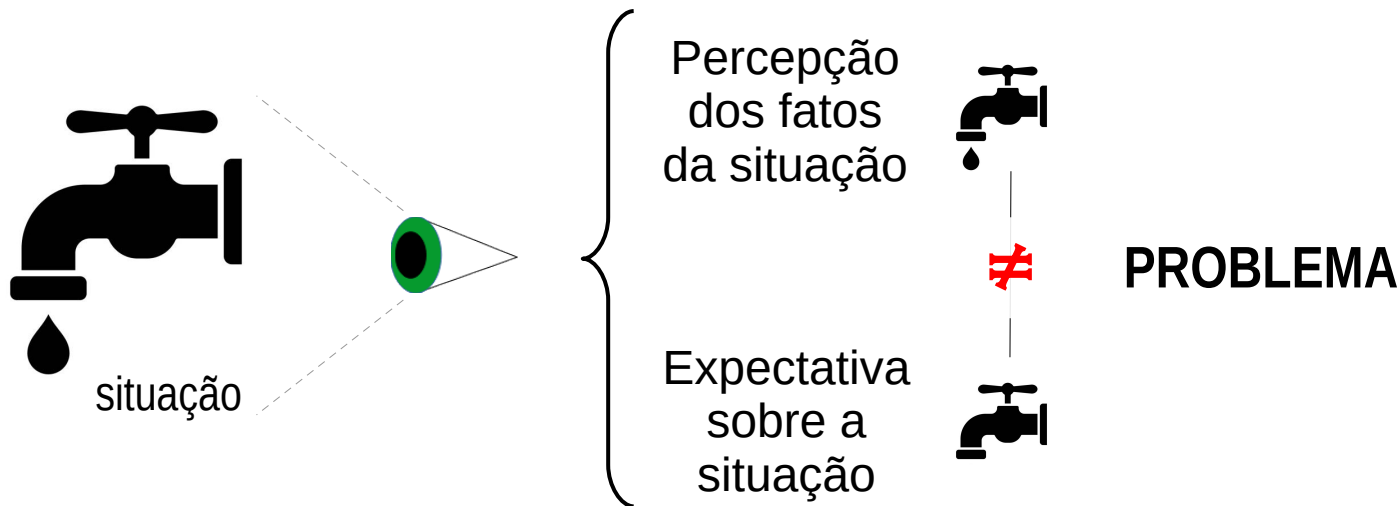 Percepção
dos fatos
da situação
situação
≠
PROBLEMA
Expectativa
sobre a
situação